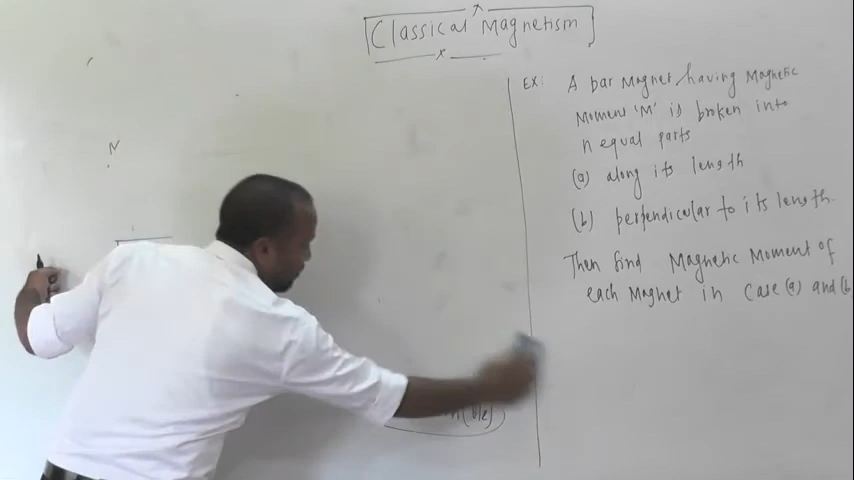 Classical Magnetism
N
EX: A bar Magnet having Magnetic
Moment 'M' is broken into
n equal parts
(a) along its length
(b) perpendicular to its length.
Then find Magnetic Moment of
each Magnet in case (a) and (b